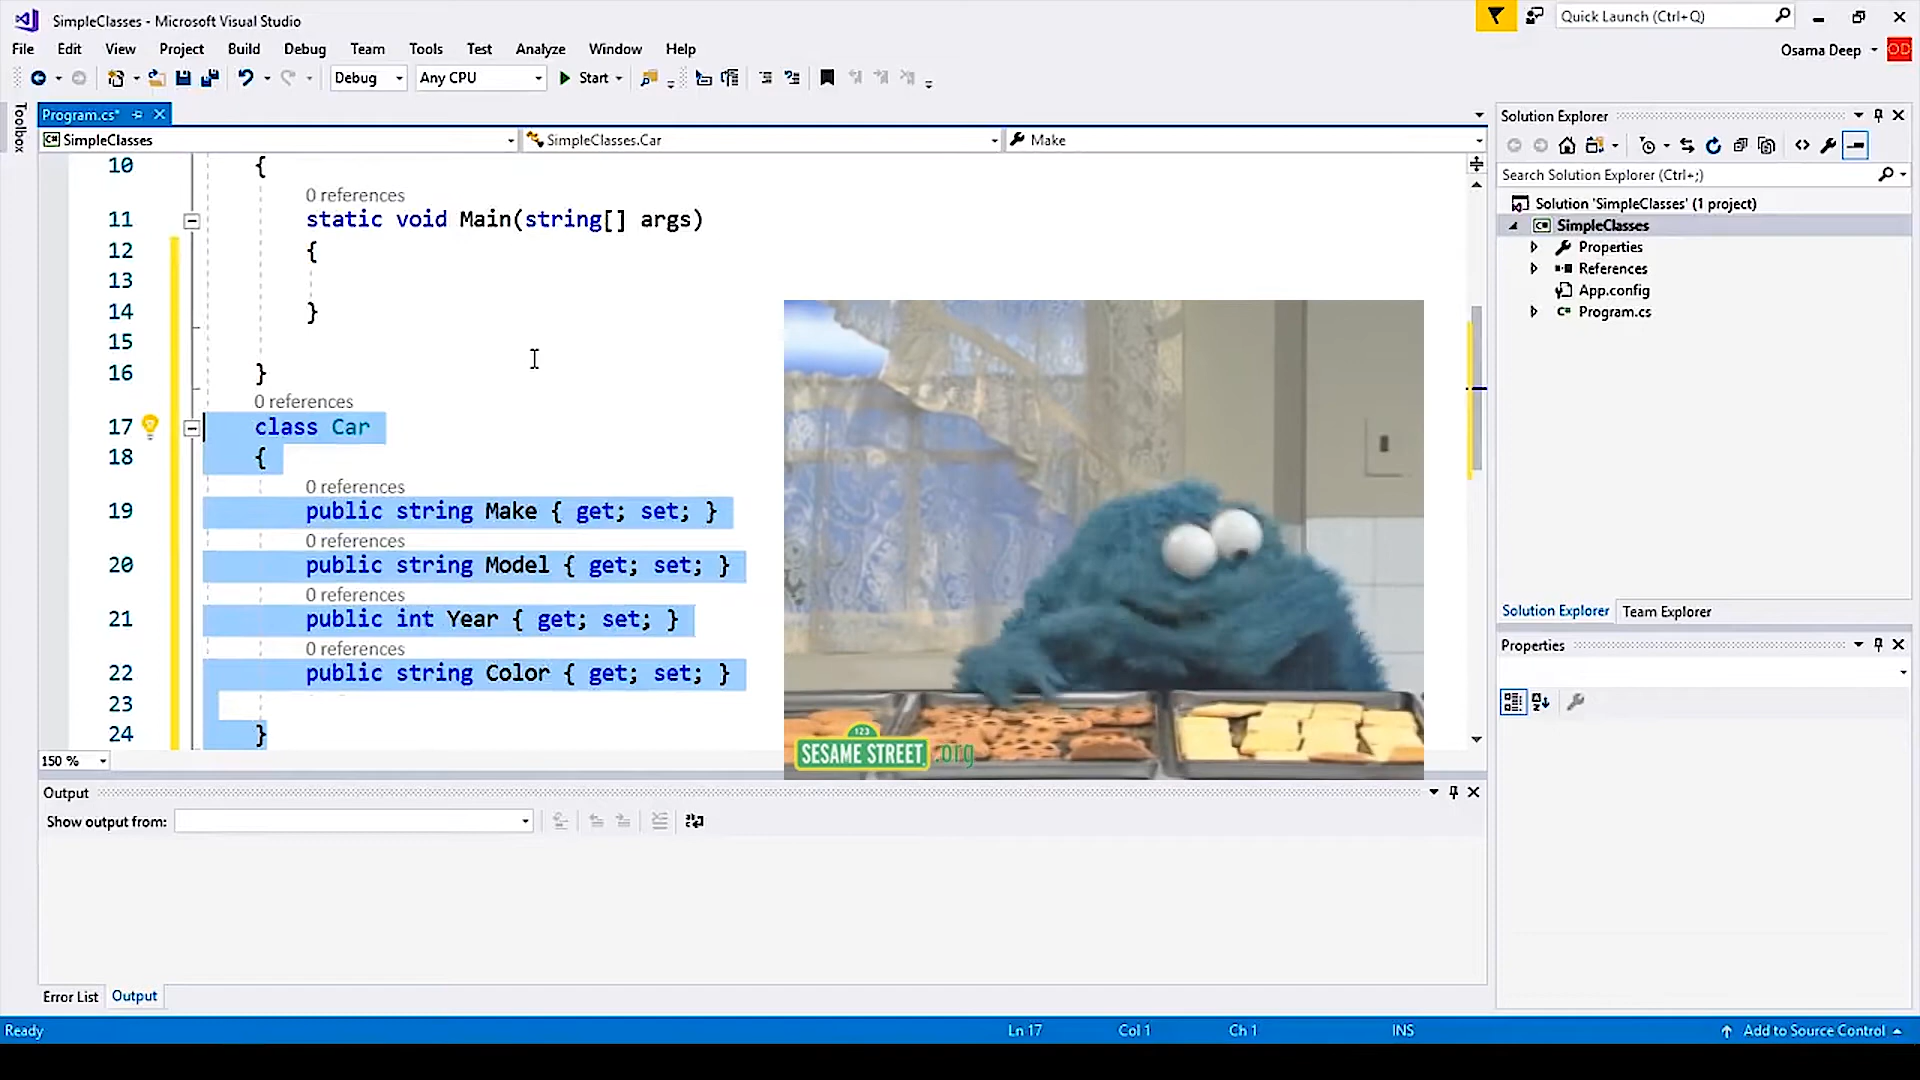 SimpleClasses - Microsoft Visual Studio
Quick Launch (Ctrl+Q)
File Edit View Project Build Debug Team Tools Test Analyze Window Help
Osama Deep OD
Debug Any CPU Start
Toolbox
Program.cs*
SimpleClasses SimpleClasses.Car Make
10 {
0 references
11 static void Main(string[] args)
12 {
13
14 }
15
16 }
0 references
17 class Car
18 {
0 references
19 public string Make { get; set; }
0 references
20 public string Model { get; set; }
0 references
21 public int Year { get; set; }
0 references
22 public string Color { get; set; }
23
24 }
150 %
123
SESAME STREET.org
Output
Show output from:
Error List Output
Solution Explorer
Search Solution Explorer (Ctrl+;)
Solution 'SimpleClasses' (1 project)
SimpleClasses
Properties
References
App.config
Program.cs
Solution Explorer Team Explorer
Properties
Ready Ln 17 Col 1 Ch 1 INS Add to Source Control